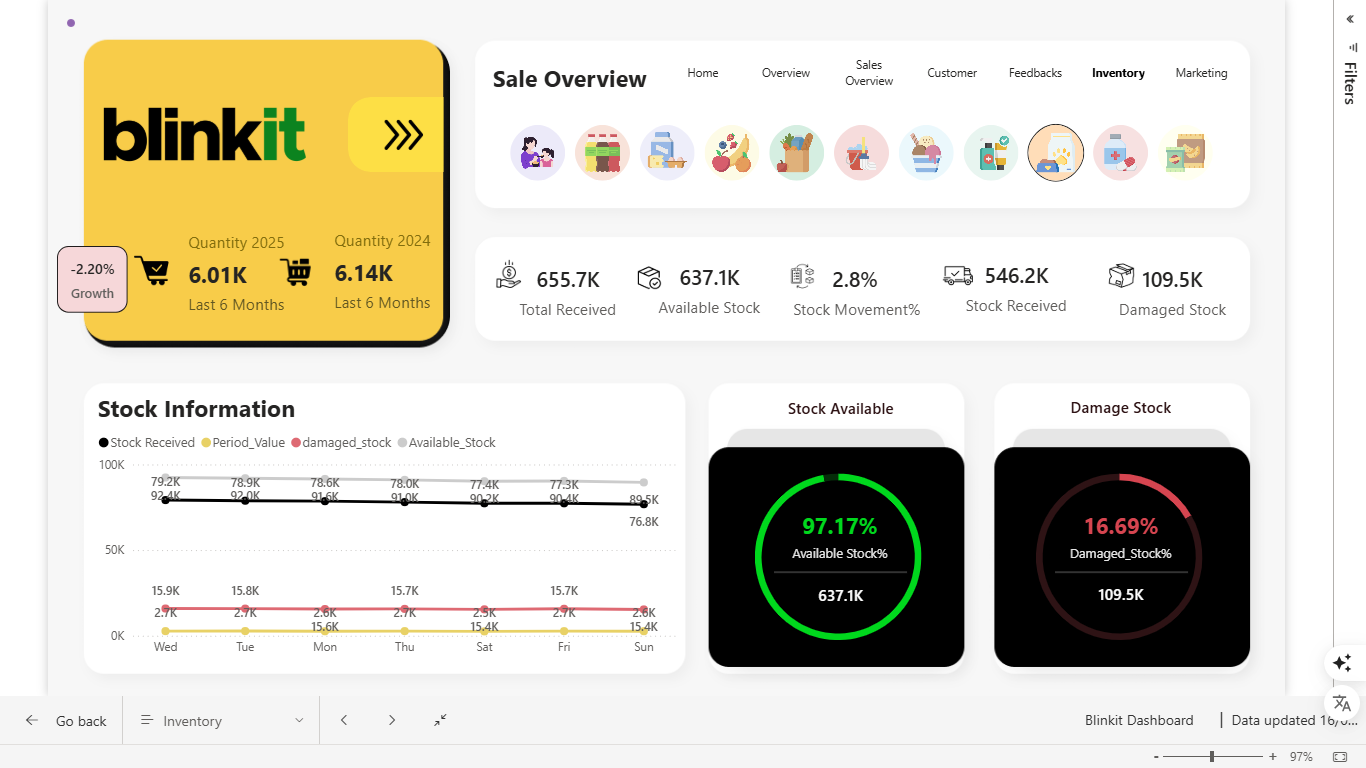 blinkit
Quantity 2025
6.01K
Last 6 Months
Quantity 2024
6.14K
Last 6 Months
-2.20%
Growth
Sale Overview
Home
Overview
Sales
Overview
Customer
Feedbacks
Inventory
Marketing
655.7K
Total Received
637.1K
Available Stock
2.8%
Stock Movement%
546.2K
Stock Received
109.5K
Damaged Stock
Stock Information
Stock Received Period_Value damaged_stock Available_Stock
100K
79.2K 78.9K 78.6K 78.0K 77.4K 77.3K
92.4K 92.0K 91.6K 91.0K 90.2K 90.4K 89.5K
76.8K
50K
15.9K 15.8K 15.7K 15.7K
2.7K 2.7K 2.6K 2.7K 2.5K 2.7K 2.6K
15.6K 15.4K 15.4K
0K
Wed Tue Mon Thu Sat Fri Sun
Stock Available
97.17%
Available Stock%
637.1K
Damage Stock
16.69%
Damaged_Stock%
109.5K
Filters
Go back
Inventory
Blinkit Dashboard | Data updated
- + 97%